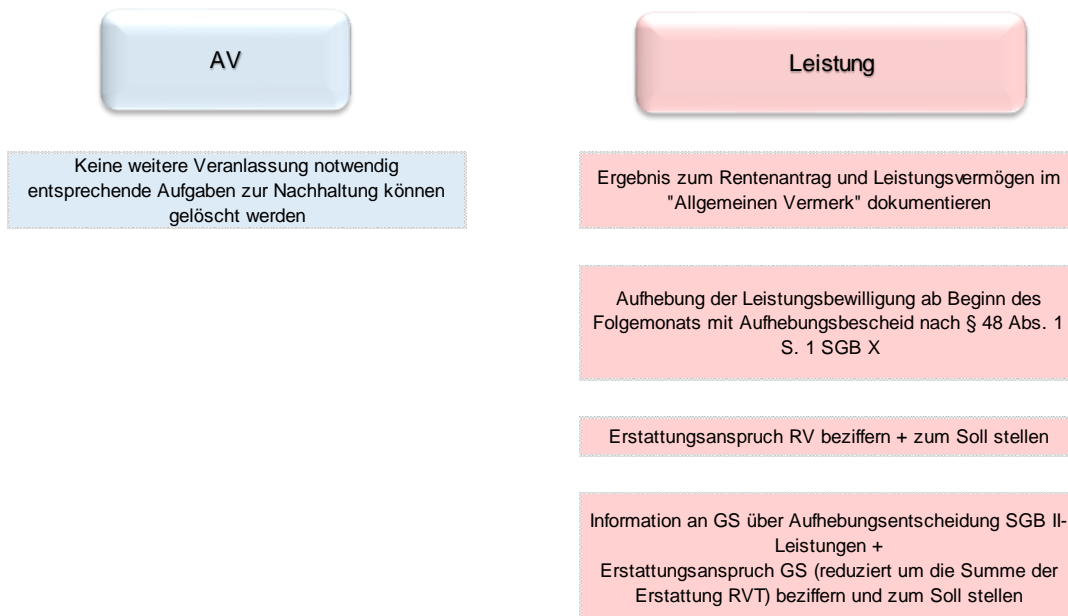 AV
Leistung
Keine weitere Veranlassung notwendig
entsprechende Aufgaben zur Nachhaltung können
gelöscht werden
Ergebnis zum Rentenantrag und Leistungsvermögen im
"Allgemeinen Vermerk" dokumentieren
Aufhebung der Leistungsbewilligung ab Beginn des
Folgemonats mit Aufhebungsbescheid nach § 48 Abs. 1
S. 1 SGB X
Erstattungsanspruch RV beziffern + zum Soll stellen
Information an GS über Aufhebungsentscheidung SGB II-
Leistungen +
Erstattungsanspruch GS (reduziert um die Summe der
Erstattung RVT) beziffern und zum Soll stellen